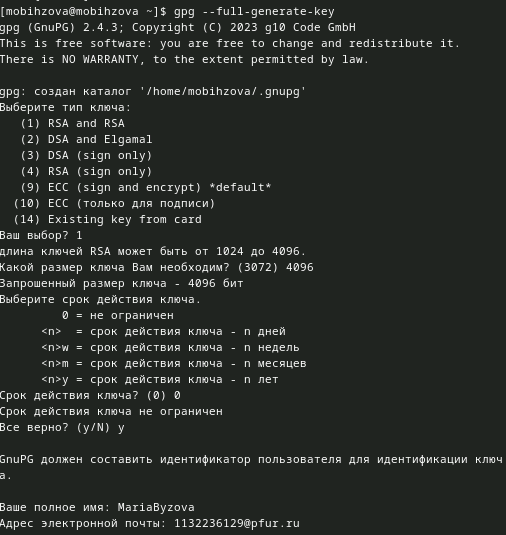 [mobihzova@mobihzova ~]$ gpg --full-generate-key
gpg (GnuPG) 2.4.3; Copyright (C) 2023 g10 Code GmbH
This is free software: you are free to change and redistribute it.
There is NO WARRANTY, to the extent permitted by law.
gpg: создан каталог '/home/mobihzova/.gnupg'
Выберите тип ключа:
(1) RSA and RSA
(2) DSA and Elgamal
(3) DSA (sign only)
(4) RSA (sign only)
(9) ECC (sign and encrypt) *default*
(10) ECC (только для подписи)
(14) Existing key from card
Ваш выбор? 1
длина ключей RSA может быть от 1024 до 4096.
Какой размер ключа Вам необходим? (3072) 4096
Запрошенный размер ключа - 4096 бит
Выберите срок действия ключа.
0 = не ограничен
<n>  = срок действия ключа - n дней
<n>w = срок действия ключа - n недель
<n>m = срок действия ключа - n месяцев
<n>y = срок действия ключа - n лет
Срок действия ключа? (0) 0
Срок действия ключа не ограничен
Все верно? (y/N) y
GnuPG должен составить идентификатор пользователя для идентификации ключ
а.
Ваше полное имя: MariaByzova
Адрес электронной почты: 1132236129@pfur.ru